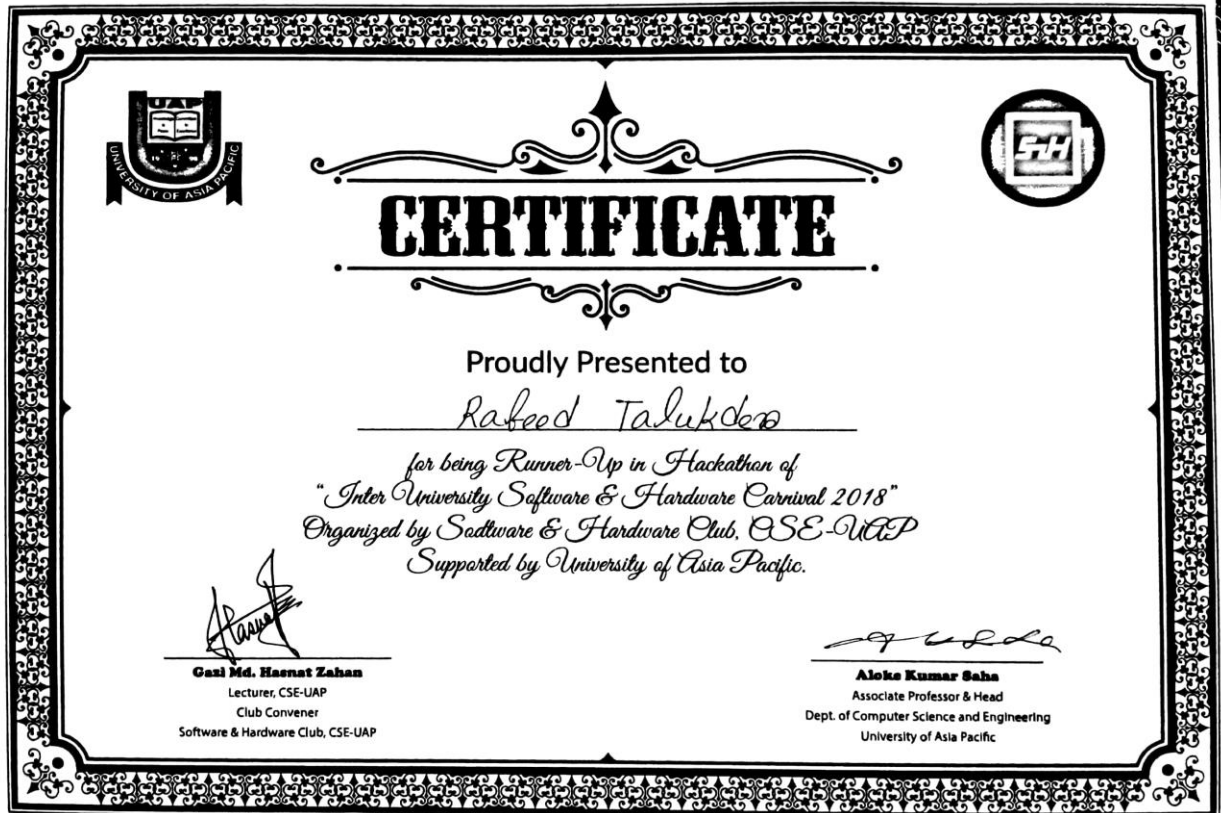 UAP
UNIVERSITY OF ASIA PACIFIC
SnH
CERTIFICATE
Proudly Presented to
Rafeed Talukder
for being Runner-Up in Hackathon of
"Inter University Software & Hardware Carnival 2018"
Organized by Sodtware & Hardware Club, CSE-UAP
Supported by University of Asia Pacific.
Hasnat
Gazi Md. Hasnat Zahan
Lecturer, CSE-UAP
Club Convener
Software & Hardware Club, CSE-UAP
Aloke Kumar Saha
Associate Professor & Head
Dept. of Computer Science and Engineering
University of Asia Pacific